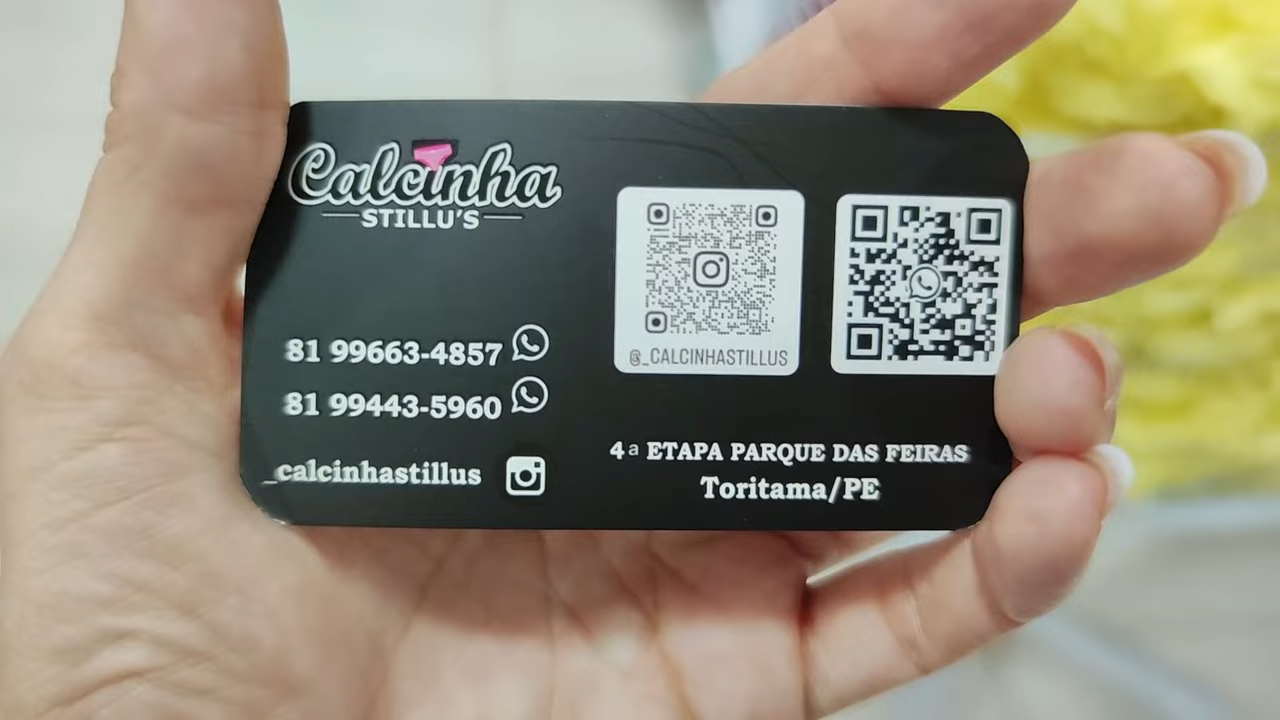 Calcinha
STILLU'S
81 99663-4857
81 99443-5960
_calcinhastillus
@_CALCINHASTILLUS
4ª ETAPA PARQUE DAS FEIRAS
Toritama/PE